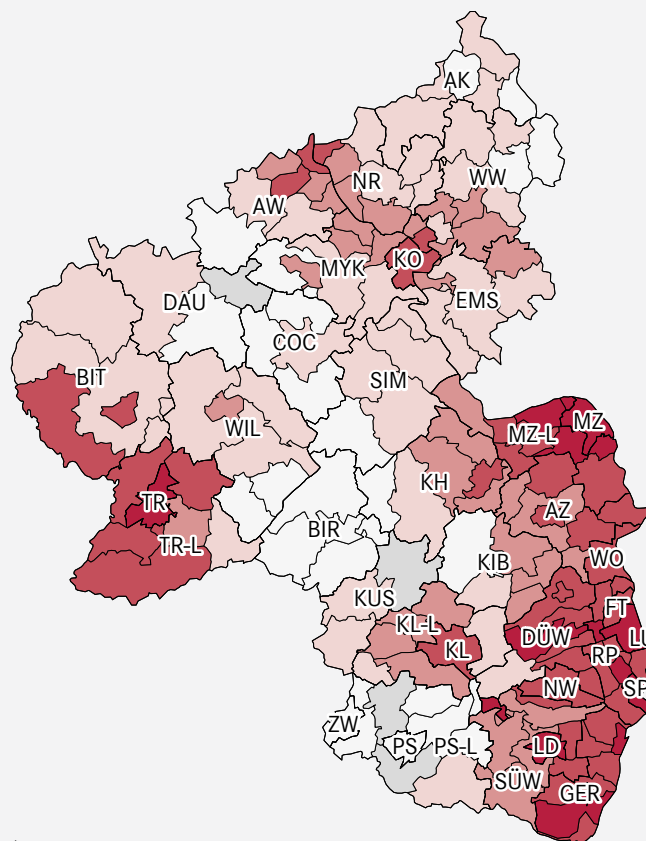 AK
NR
WW
AW
KO
MYK
DAU
EMS
COC
SIM
BIT
WIL
MZ
MZ-L
KH
TR
AZ
BIR
TR-L
KIB
WO
KUS
FT
KL-L
DÜW
LU
KL
RP
NW
SP
ZW
PS
PS-L
LD
SÜW
GER